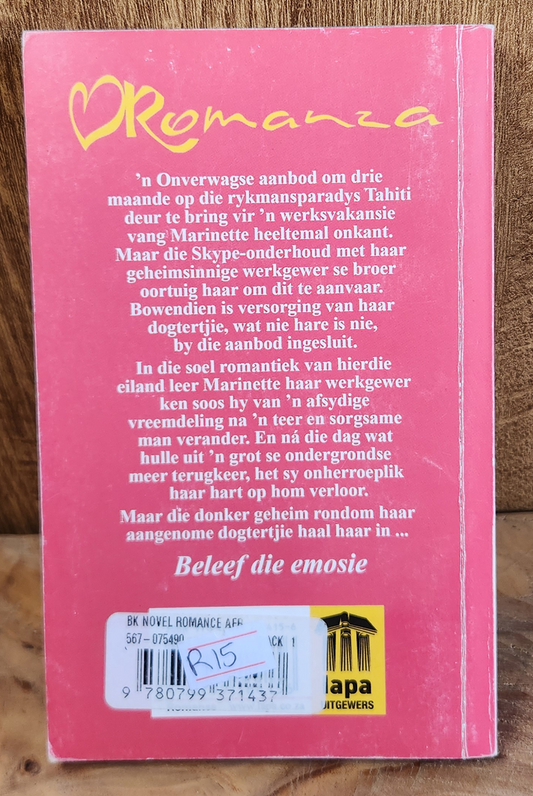 Romanza
’n Onverwagse aanbod om drie
maande op die rykmansparadys Tahiti
deur te bring vir ’n werksvakansie
vang Marinette heeltemal onkant.
Maar die Skype-onderhoud met haar
geheimsinnige werkgewer se broer
oortuig haar om dit te aanvaar.
Bowendien is versorging van haar
dogtertjie, wat nie hare is nie,
by die aanbod ingesluit.
In die soel romantiek van hierdie
eiland leer Marinette haar werkgewer
ken soos hy van ’n afsydige
vreemdeling na ’n teer en sorgsame
man verander. En ná die dag wat
hulle uit ’n grot se ondergrondse
meer terugkeer, het sy onherroeplik
haar hart op hom verloor.
Maar die donker geheim rondom haar
aangenome dogtertjie haal haar in ...
Beleef die emosie
BK NOVEL ROMANCE AFR
567-075490 ACK 1
R15
9 780799 371437
lapa
UITGEWERS